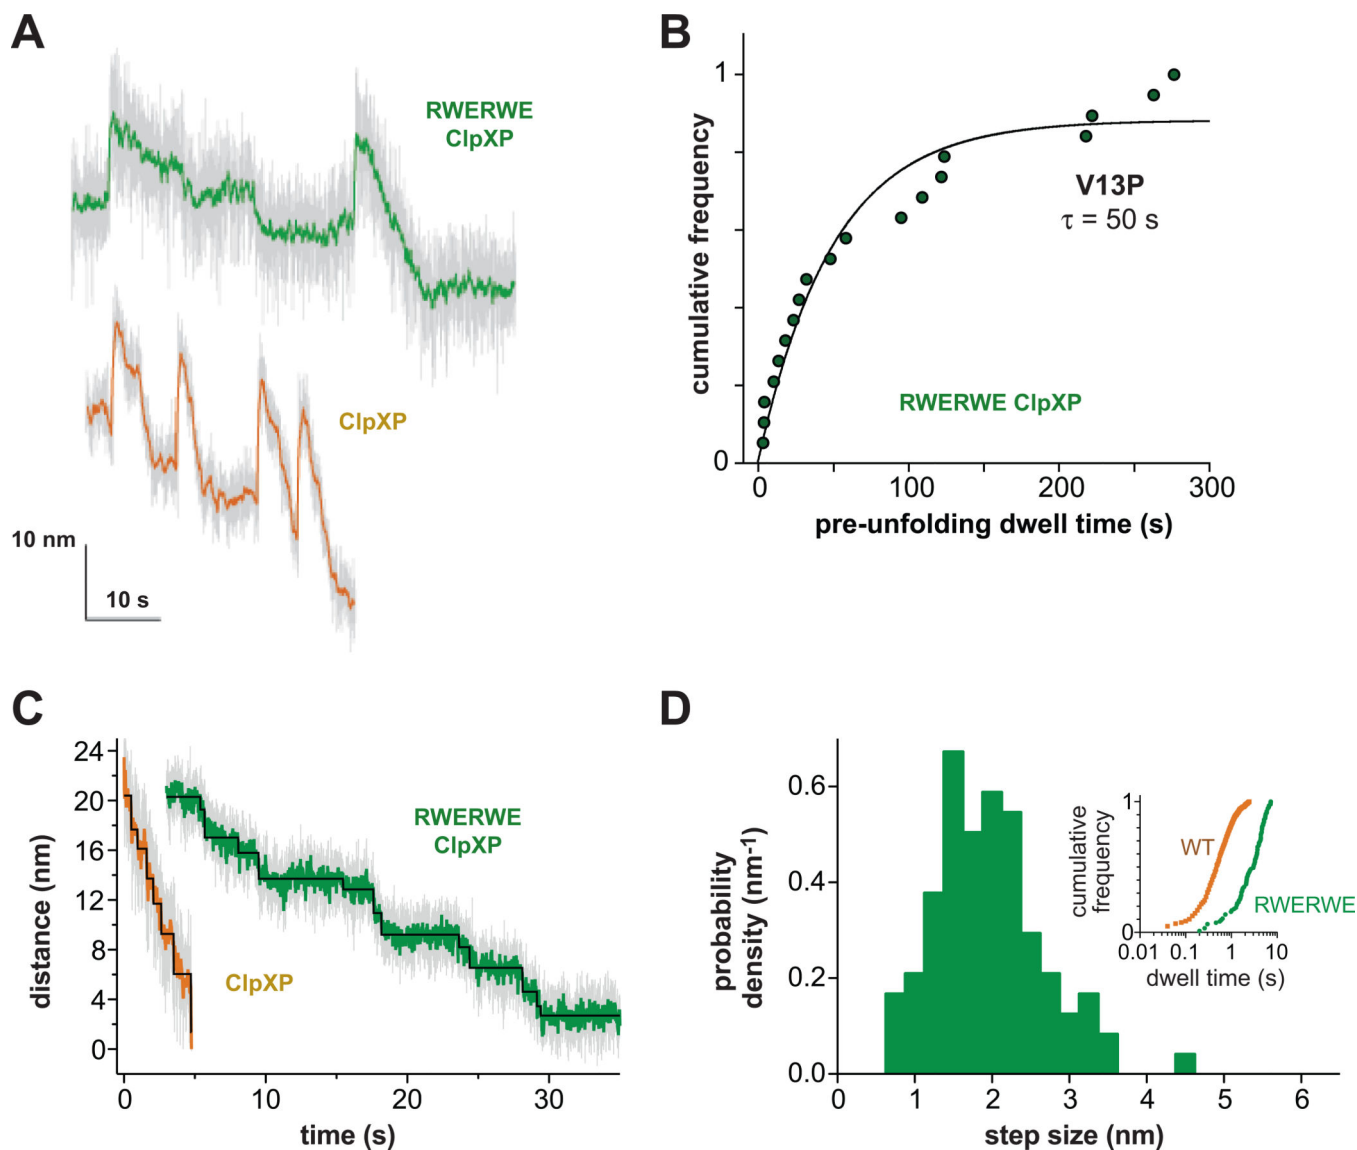 A
RWERWE
ClpXP
ClpXP
10 nm
10 s
B
1
cumulative frequency
V13P
τ = 50 s
RWERWE ClpXP
0
0 100 200 300
pre-unfolding dwell time (s)
C
24
20
16
12
8
4
0
distance (nm)
RWERWE
ClpXP
ClpXP
0 10 20 30
time (s)
D
0.6
0.4
0.2
0.0
probability
density (nm-1)
0 1 2 3 4 5 6
step size (nm)
1
cumulative
frequency
WT
RWERWE
0
0.01 0.1 1 10
dwell time (s)